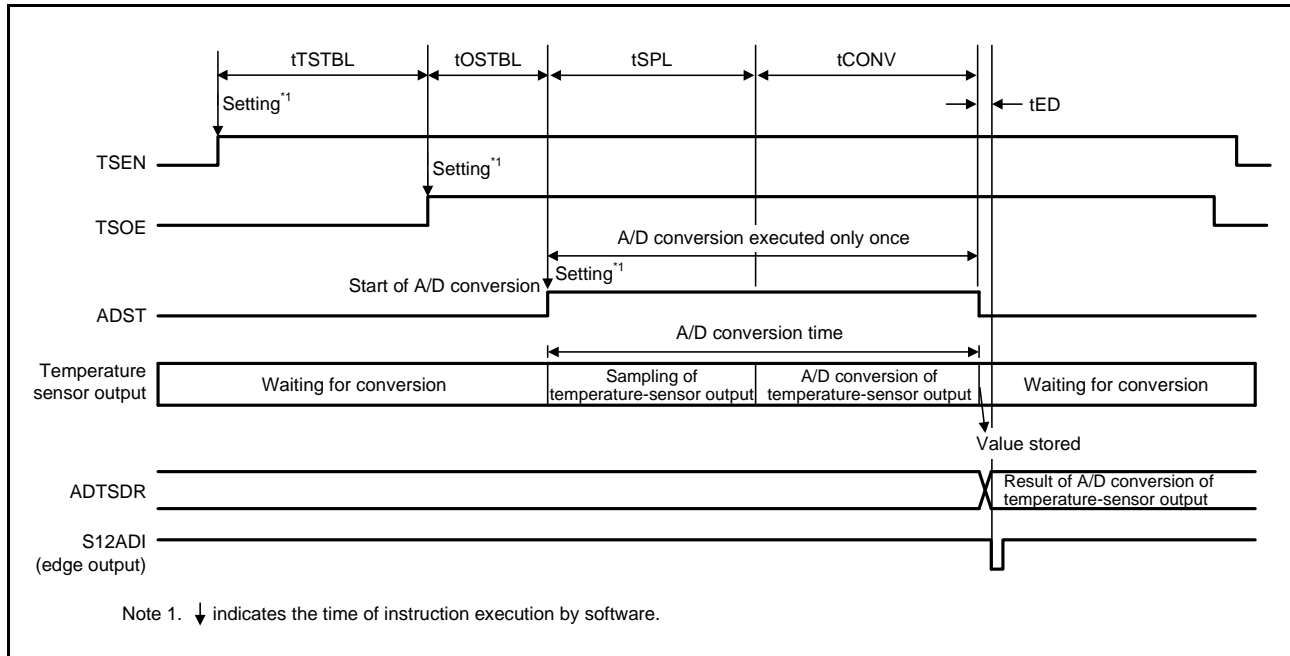 tTSTBL tOSTBL tSPL tCONV
tED
Setting*1
TSEN
Setting*1
TSOE
A/D conversion executed only once
Setting*1
Start of A/D conversion
ADST
A/D conversion time
Temperature
sensor output
Waiting for conversion
Sampling of
temperature-sensor output
A/D conversion of
temperature-sensor output
Waiting for conversion
Value stored
ADTSDR
Result of A/D conversion of
temperature-sensor output
S12ADI
(edge output)
Note 1. ↓ indicates the time of instruction execution by software.